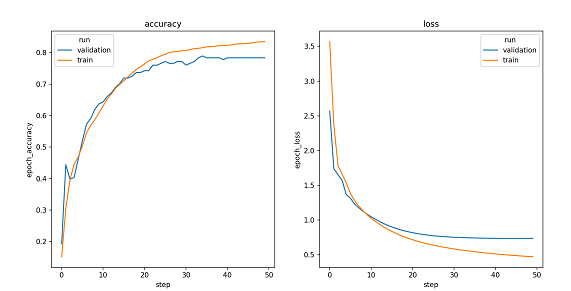 accuracy
run
validation
train
epoch_accuracy
0.8
0.7
0.6
0.5
0.4
0.3
0.2
0 10 20 30 40 50
step
loss
run
validation
train
epoch_loss
3.5
3.0
2.5
2.0
1.5
1.0
0.5
0 10 20 30 40 50
step